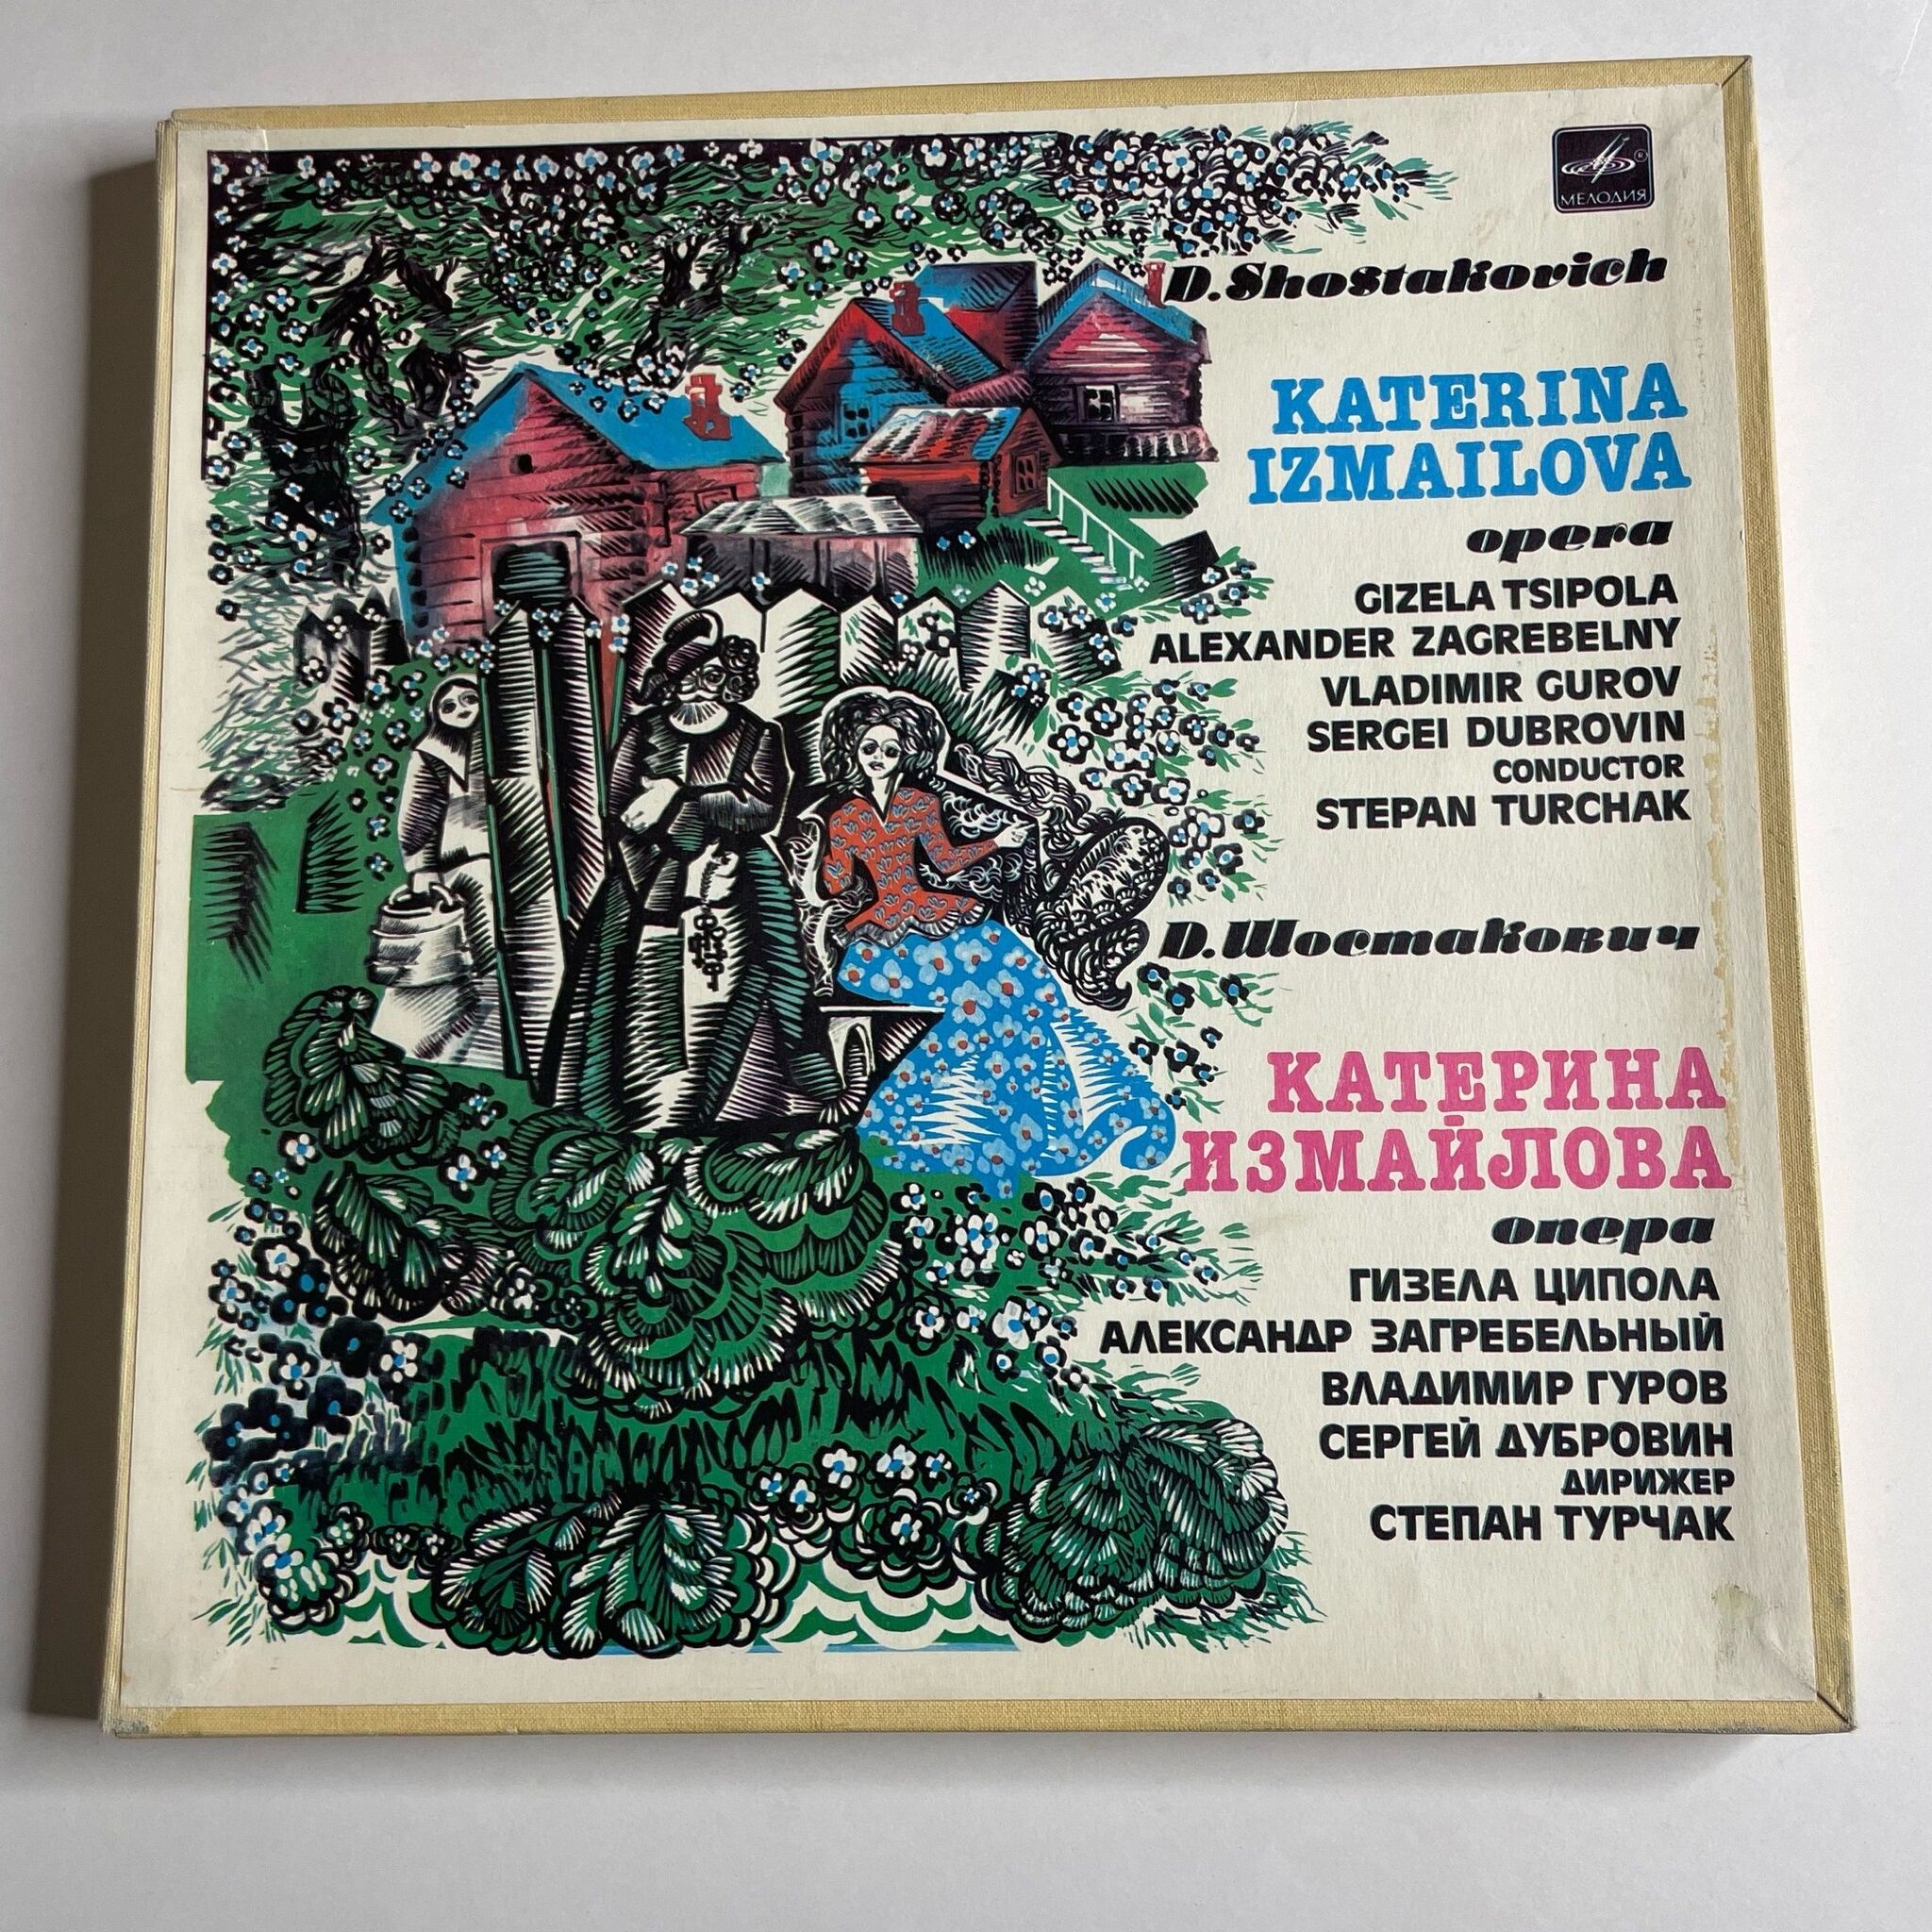 МЕЛОДИЯ
D.Shostakovich
KATERINA
IZMAILOVA
opera
GIZELA TSIPOLA
ALEXANDER ZAGREBELNY
VLADIMIR GUROV
SERGEI DUBROVIN
CONDUCTOR
STEPAN TURCHAK
Д.Шостакович
КАТЕРИНА
ИЗМАЙЛОВА
опера
ГИЗЕЛА ЦИПОЛА
АЛЕКСАНДР ЗАГРЕБЕЛЬНЫЙ
ВЛАДИМИР ГУРОВ
СЕРГЕЙ ДУБРОВИН
ДИРИЖЕР
СТЕПАН ТУРЧАК